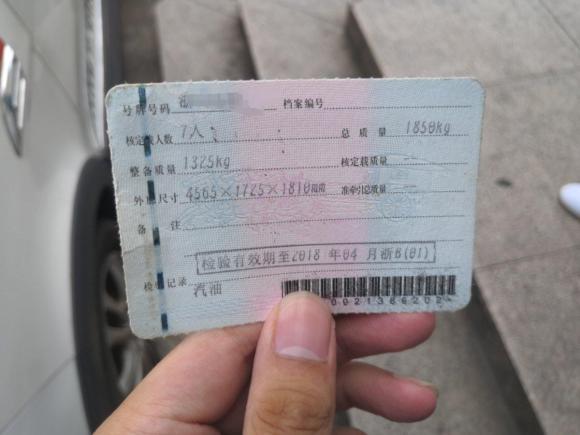 号牌号码 档案编号
核定载人数 7人 总质量 1850kg
整备质量 1325kg 核定载质量
外廓尺寸 4565×1725×1810 准牵引总质量
备注
检验有效期至2018 年04 月浙B(01)
检验记录
汽油